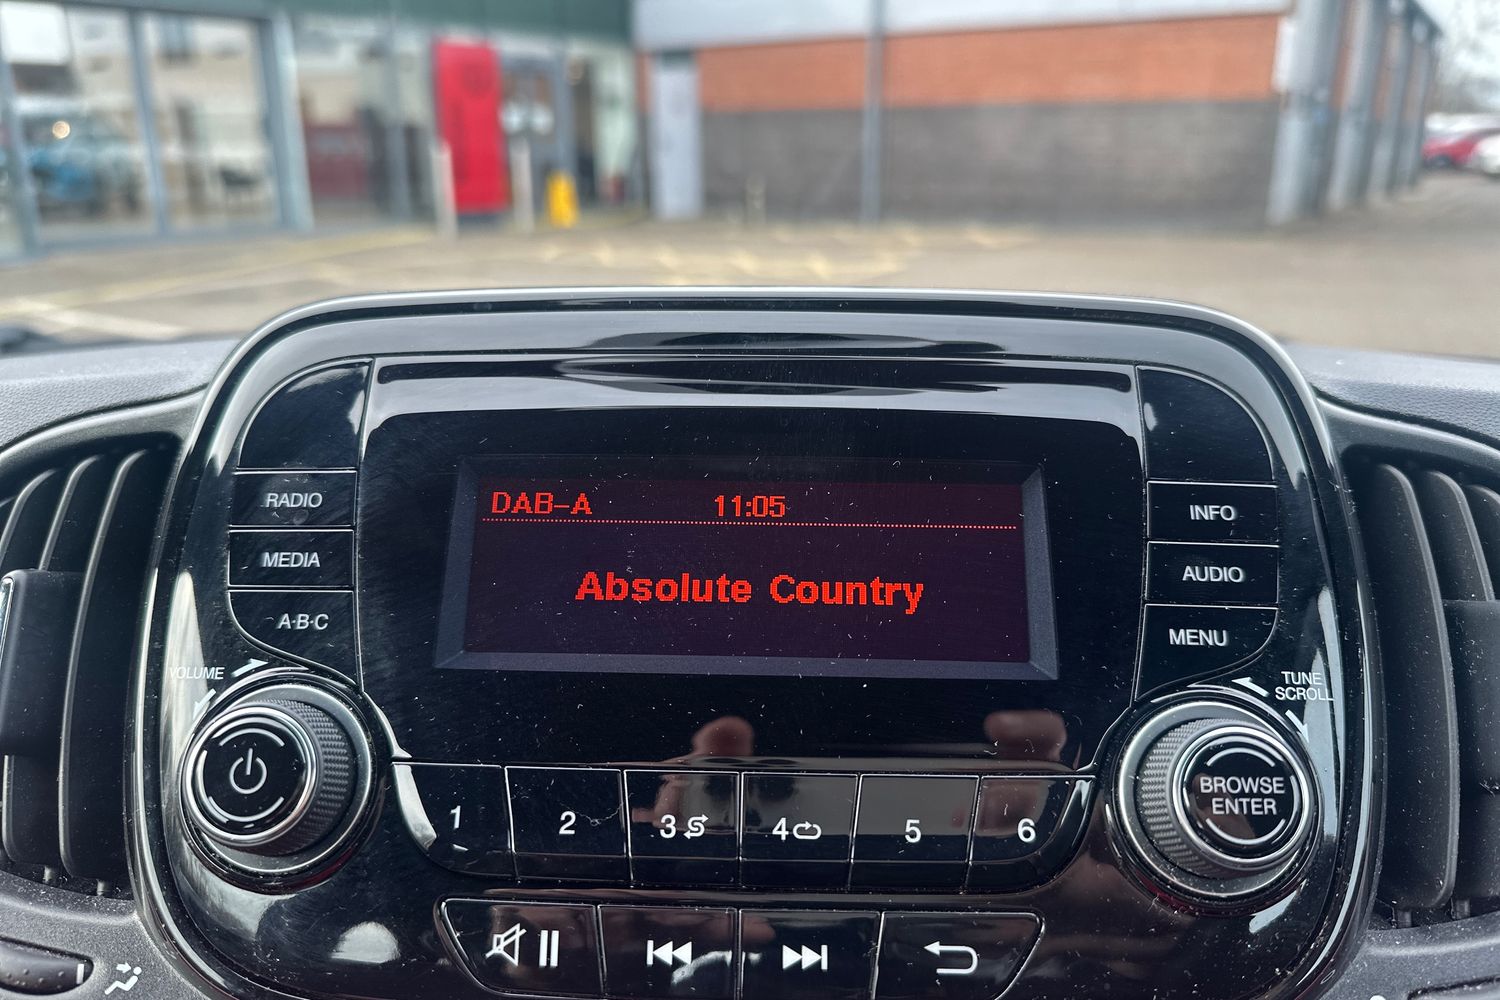 DAB-A 11:05
Absolute Country
RADIO
MEDIA
A·B·C
VOLUME
INFO
AUDIO
MENU
TUNE
SCROLL
BROWSE
ENTER
1 2 3 4 5 6